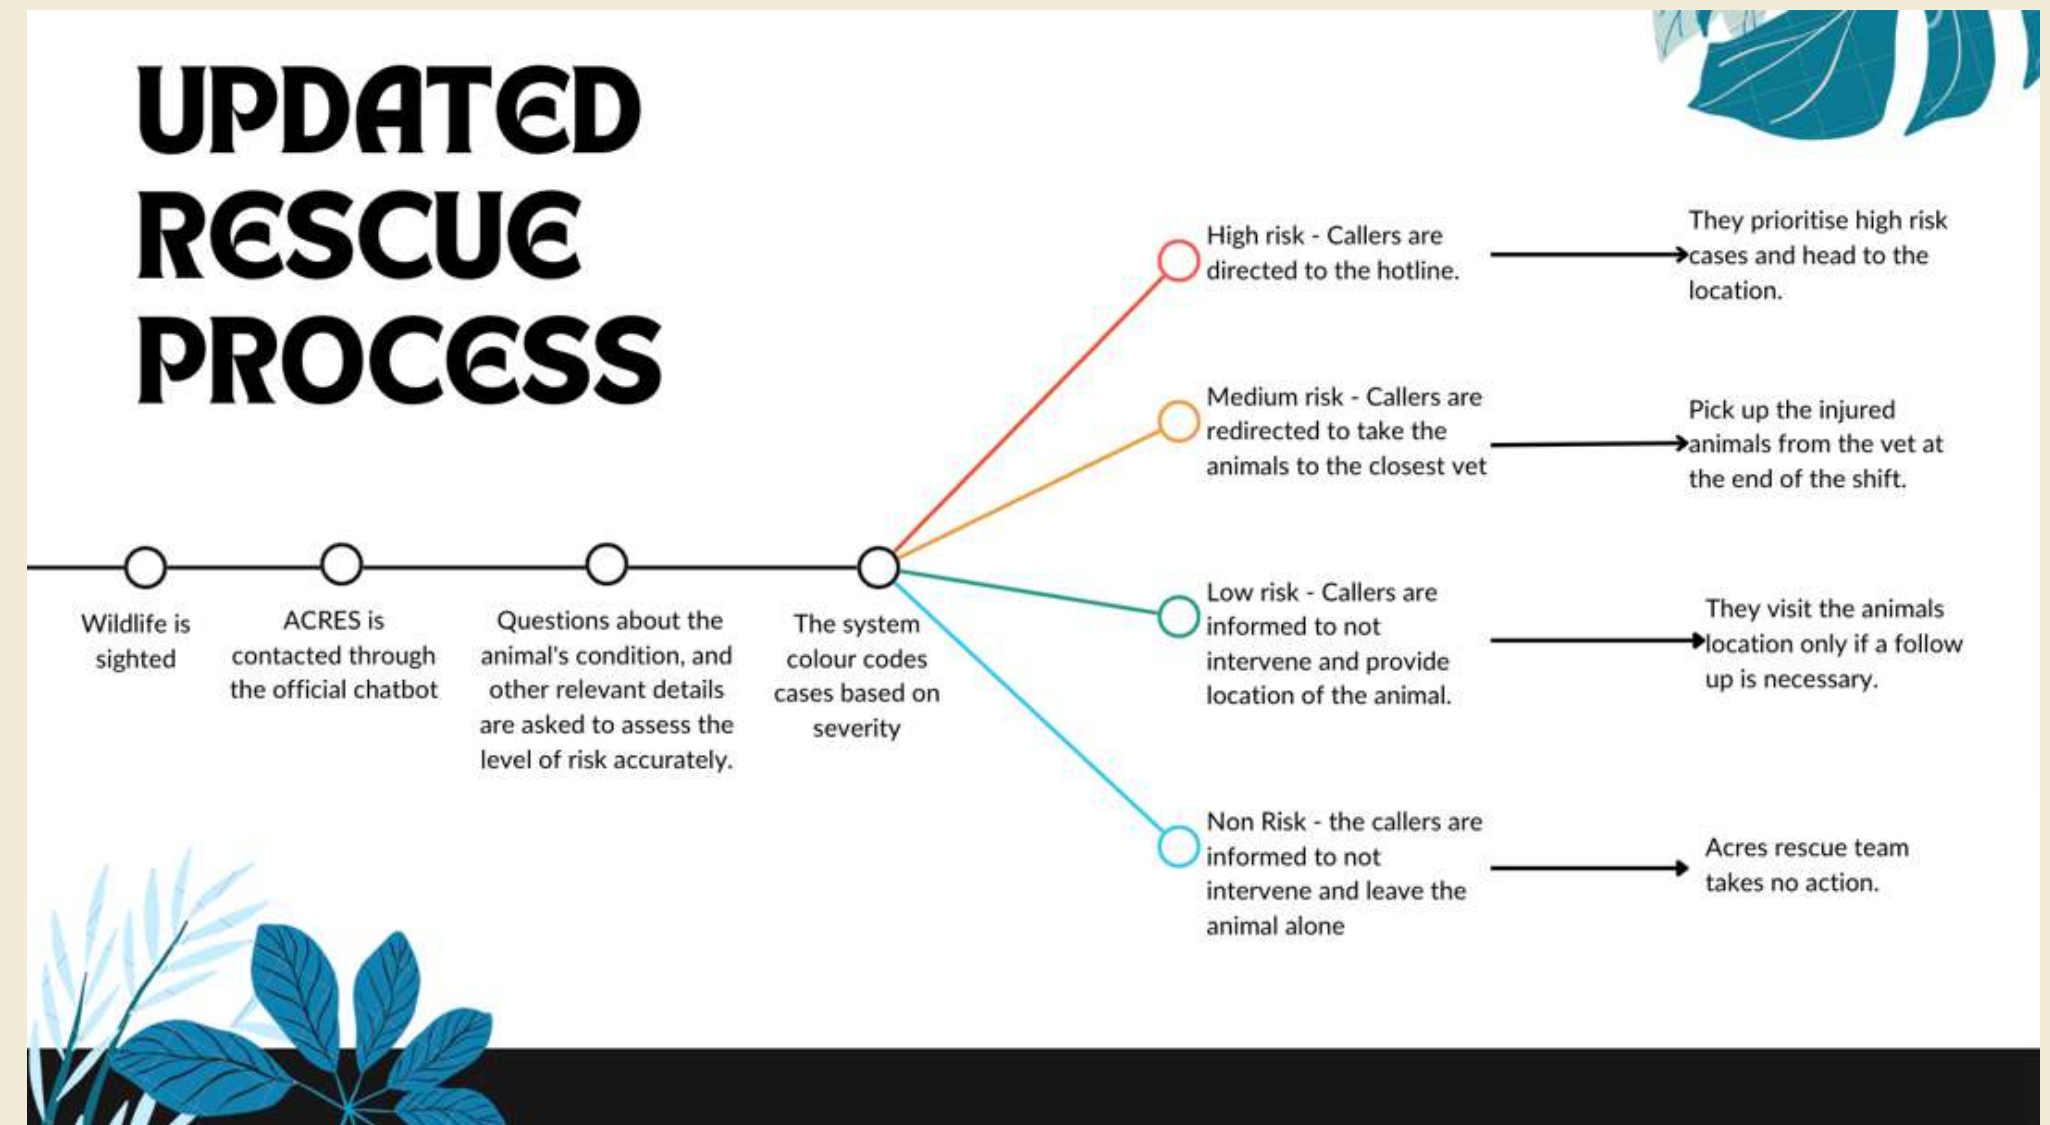 UPDATED
RESCUE
PROCESS
Wildlife is
sighted
ACRES is
contacted through
the official chatbot
Questions about the
animal's condition, and
other relevant details
are asked to assess the
level of risk accurately.
The system
colour codes
cases based on
severity
High risk - Callers are
directed to the hotline.
They prioritise high risk
cases and head to the
location.
Medium risk - Callers are
redirected to take the
animals to the closest vet
Pick up the injured
animals from the vet at
the end of the shift.
Low risk - Callers are
informed to not
intervene and provide
location of the animal.
They visit the animals
location only if a follow
up is necessary.
Non Risk - the callers are
informed to not
intervene and leave the
animal alone
Acres rescue team
takes no action.